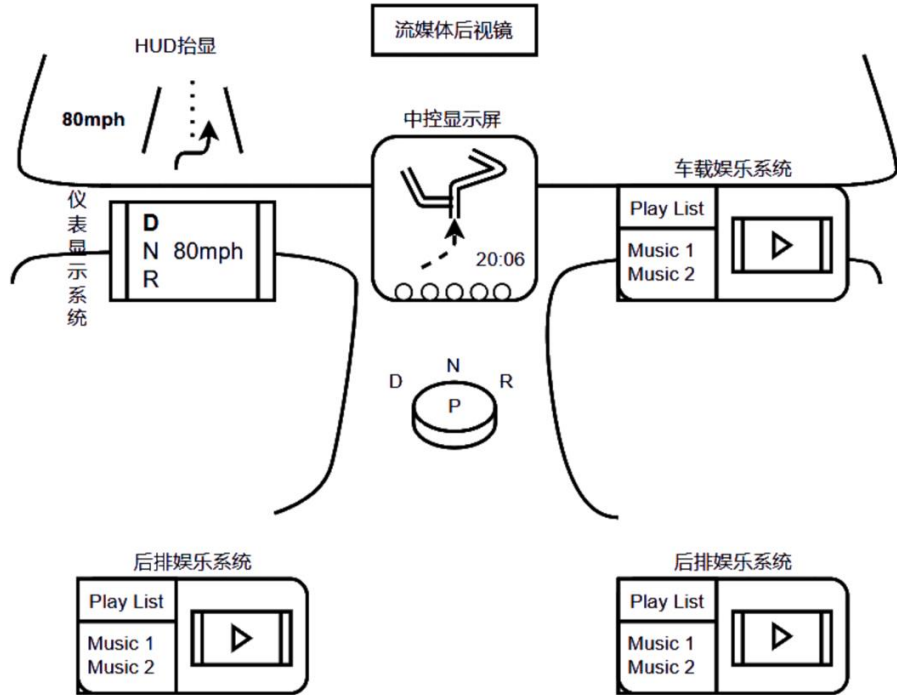 流媒体后视镜
HUD抬显
80mph
中控显示屏
20:06
仪表显示系统
D
N 80mph
R
车载娱乐系统
Play List
Music 1
Music 2
N
D
R
P
后排娱乐系统
Play List
Music 1
Music 2
后排娱乐系统
Play List
Music 1
Music 2